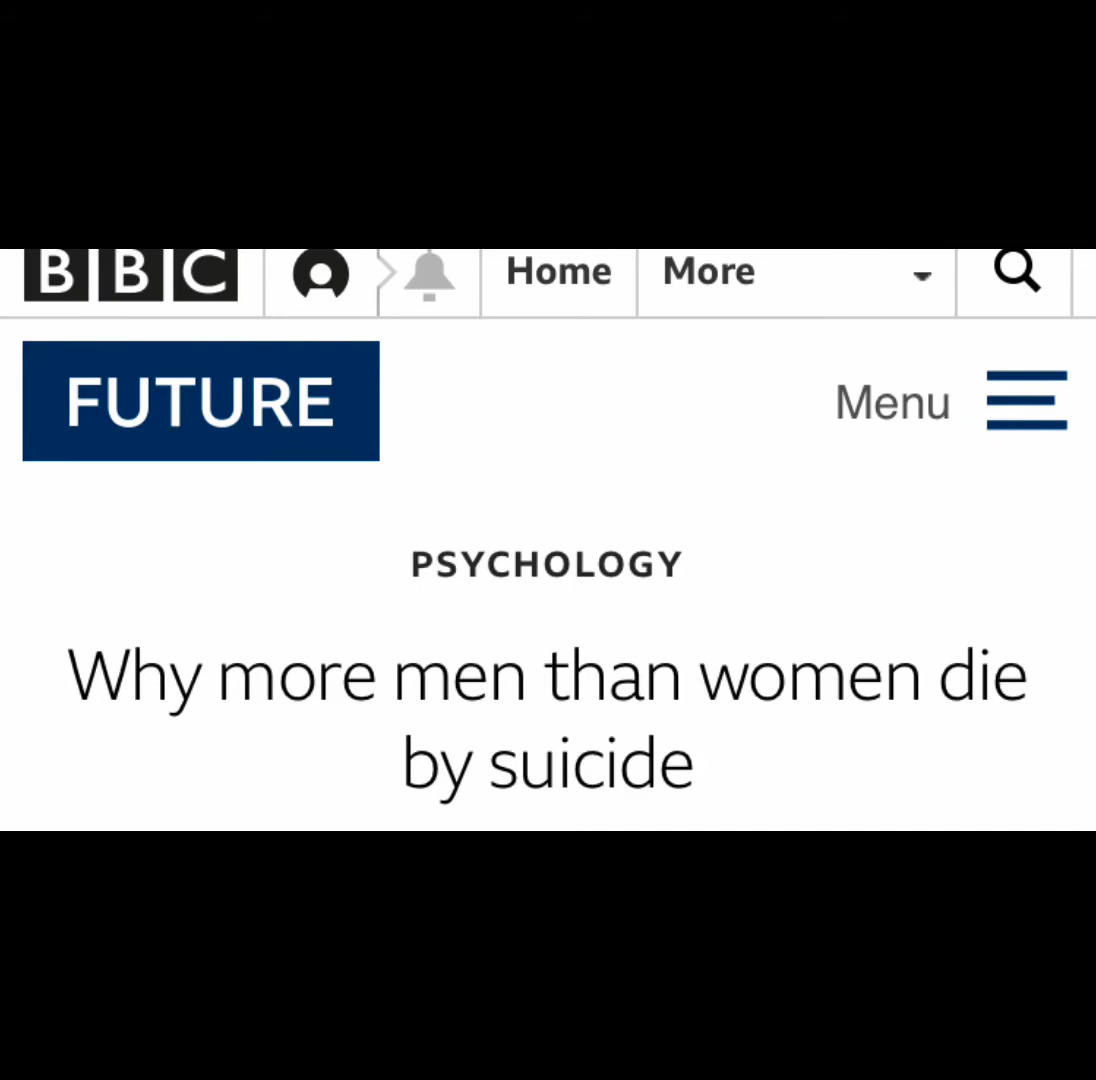 BBC Home More
FUTURE Menu
PSYCHOLOGY
Why more men than women die
by suicide